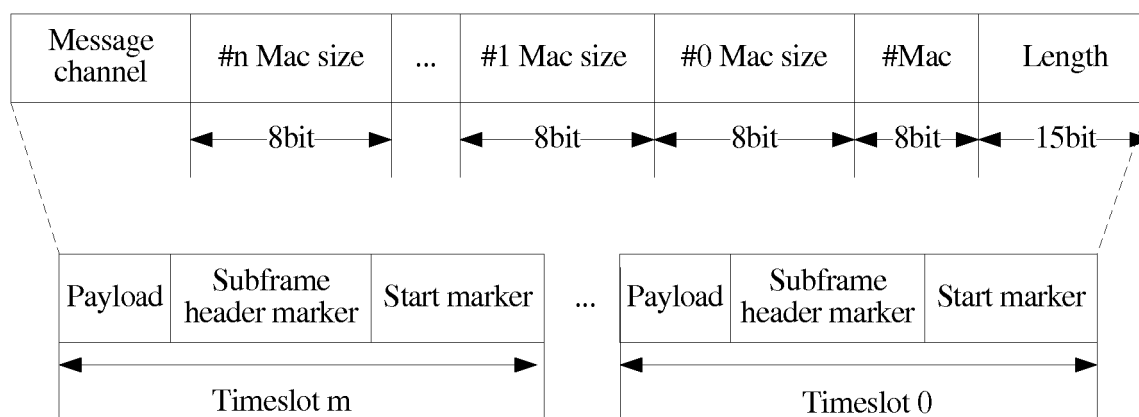 Message channel
#n Mac size
...
#1 Mac size
#0 Mac size
#Mac
Length
8bit
8bit
8bit
8bit
15bit
Payload
Subframe header marker
Start marker
...
Payload
Subframe header marker
Start marker
Timeslot m
Timeslot 0